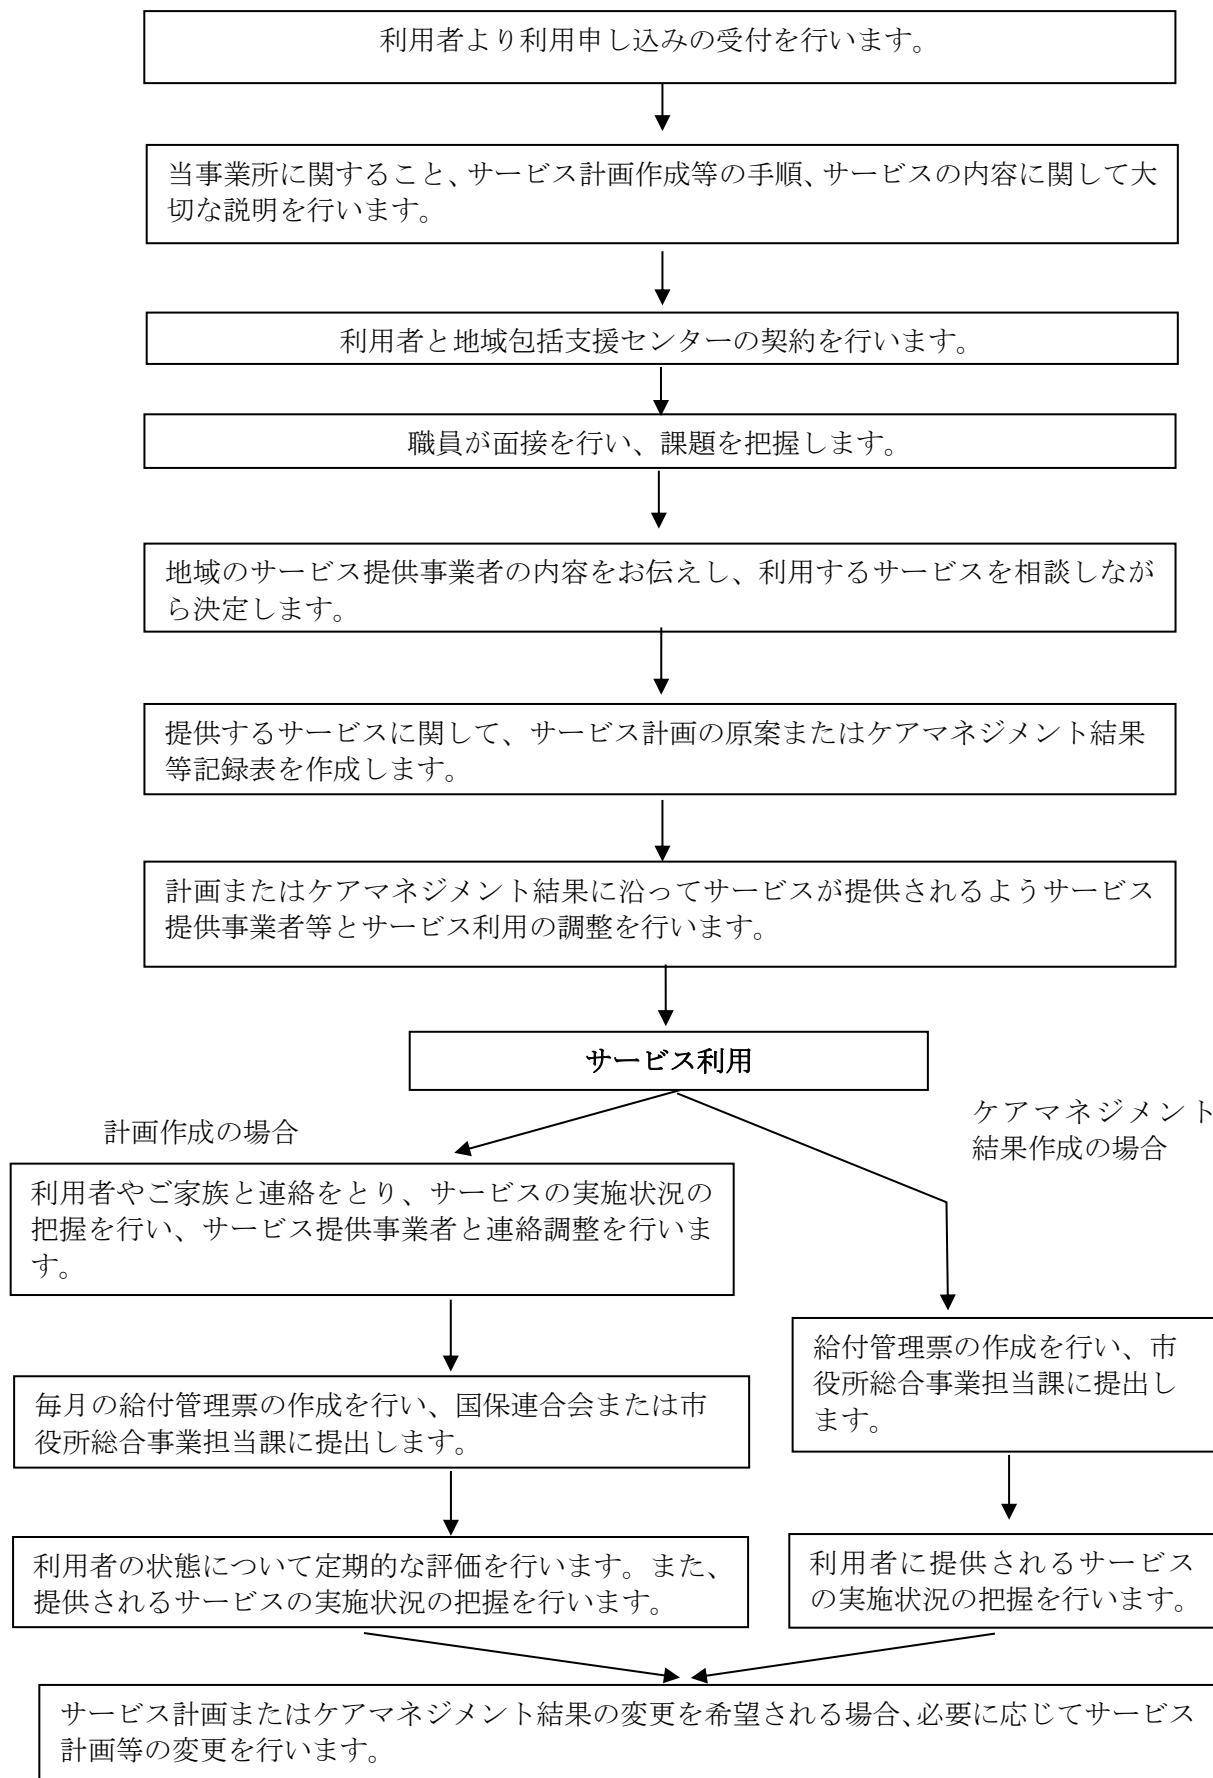 利用者より利用申し込みの受付を行います。
当事業所に関すること、サービス計画作成等の手順、サービスの内容に関して大
切な説明を行います。
利用者と地域包括支援センターの契約を行います。
職員が面接を行い、課題を把握します。
地域のサービス提供事業者の内容をお伝えし、利用するサービスを相談しなが
ら決定します。
提供するサービスに関して、サービス計画の原案またはケアマネジメント結果
等記録表を作成します。
計画またはケアマネジメント結果に沿ってサービスが提供されるようサービス
提供事業者等とサービス利用の調整を行います。
サービス利用
計画作成の場合
利用者やご家族と連絡をとり、サービスの実施状況の
把握を行い、サービス提供事業者と連絡調整を行いま
す。
毎月の給付管理票の作成を行い、国保連合会または市
役所総合事業担当課に提出します。
利用者の状態について定期的な評価を行います。また、
提供されるサービスの実施状況の把握を行います。
ケアマネジメント
結果作成の場合
給付管理票の作成を行い、市
役所総合事業担当課に提出し
ます。
利用者に提供されるサービス
の実施状況の把握を行います。
サービス計画またはケアマネジメント結果の変更を希望される場合、必要に応じてサービス
計画等の変更を行います。